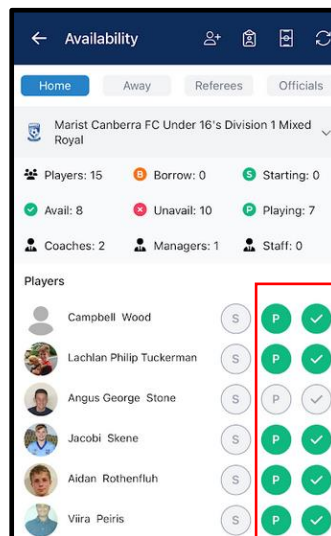 Availability
Home Away Referees Officials
Marist Canberra FC Under 16's Division 1 Mixed
Royal
Players: 15 B Borrow: 0 S Starting: 0
Avail: 8 Unavail: 10 P Playing: 7
Coaches: 2 Managers: 1 Staff: 0
Players
Campbell Wood S P
Lachlan Philip Tuckerman S P
Angus George Stone S P
Jacobi Skene S P
Aidan Rothenfluh S P
Viira Peiris S P